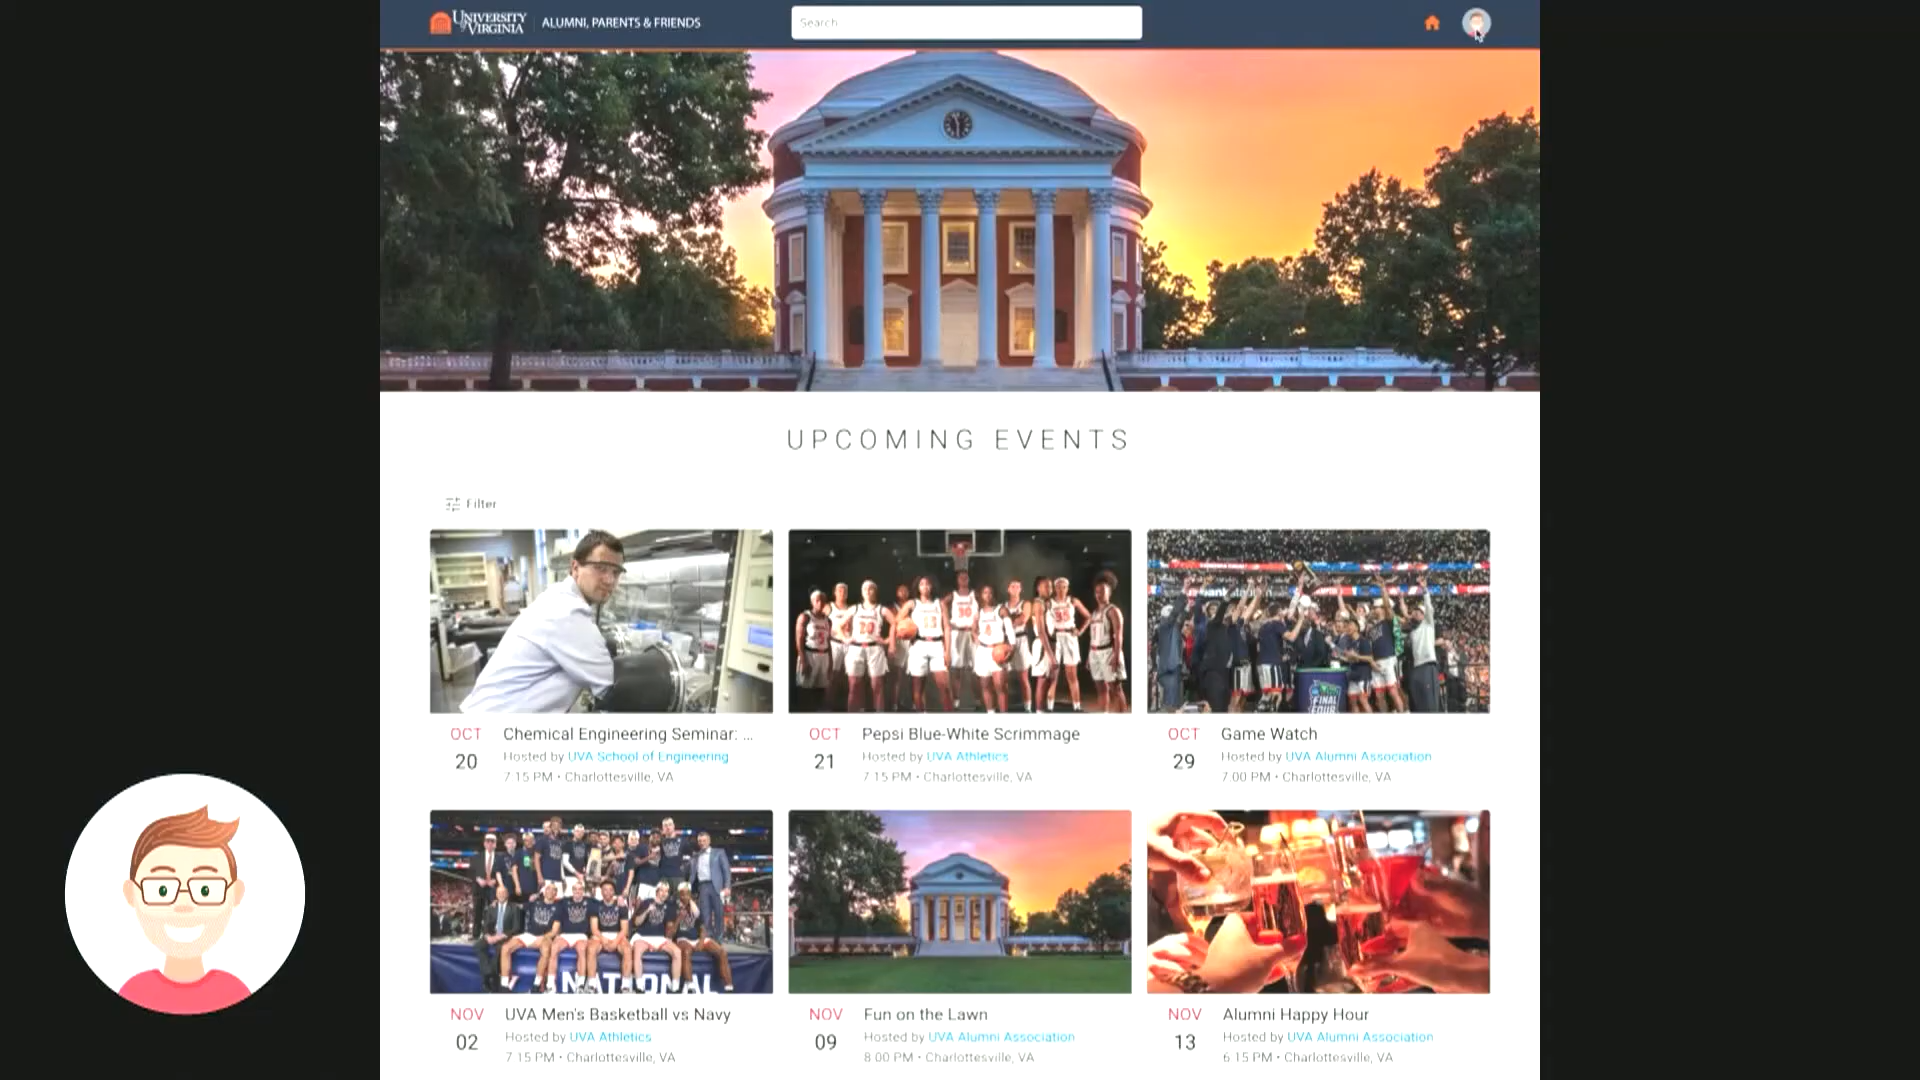 UNIVERSITY
of VIRGINIA
ALUMNI, PARENTS & FRIENDS
Search
UPCOMING EVENTS
Filter
FINAL
FOUR
OCT
20
Chemical Engineering Seminar: ...
Hosted by UVA School of Engineering
7:15 PM • Charlottesville, VA
OCT
21
Pepsi Blue-White Scrimmage
Hosted by UVA Athletics
7:15 PM • Charlottesville, VA
OCT
29
Game Watch
Hosted by UVA Alumni Association
7:00 PM • Charlottesville, VA
NATIONAL
NOV
02
UVA Men's Basketball vs Navy
Hosted by UVA Athletics
7:15 PM • Charlottesville, VA
NOV
09
Fun on the Lawn
Hosted by UVA Alumni Association
8:00 PM • Charlottesville, VA
NOV
13
Alumni Happy Hour
Hosted by UVA Alumni Association
6:15 PM • Charlottesville, VA